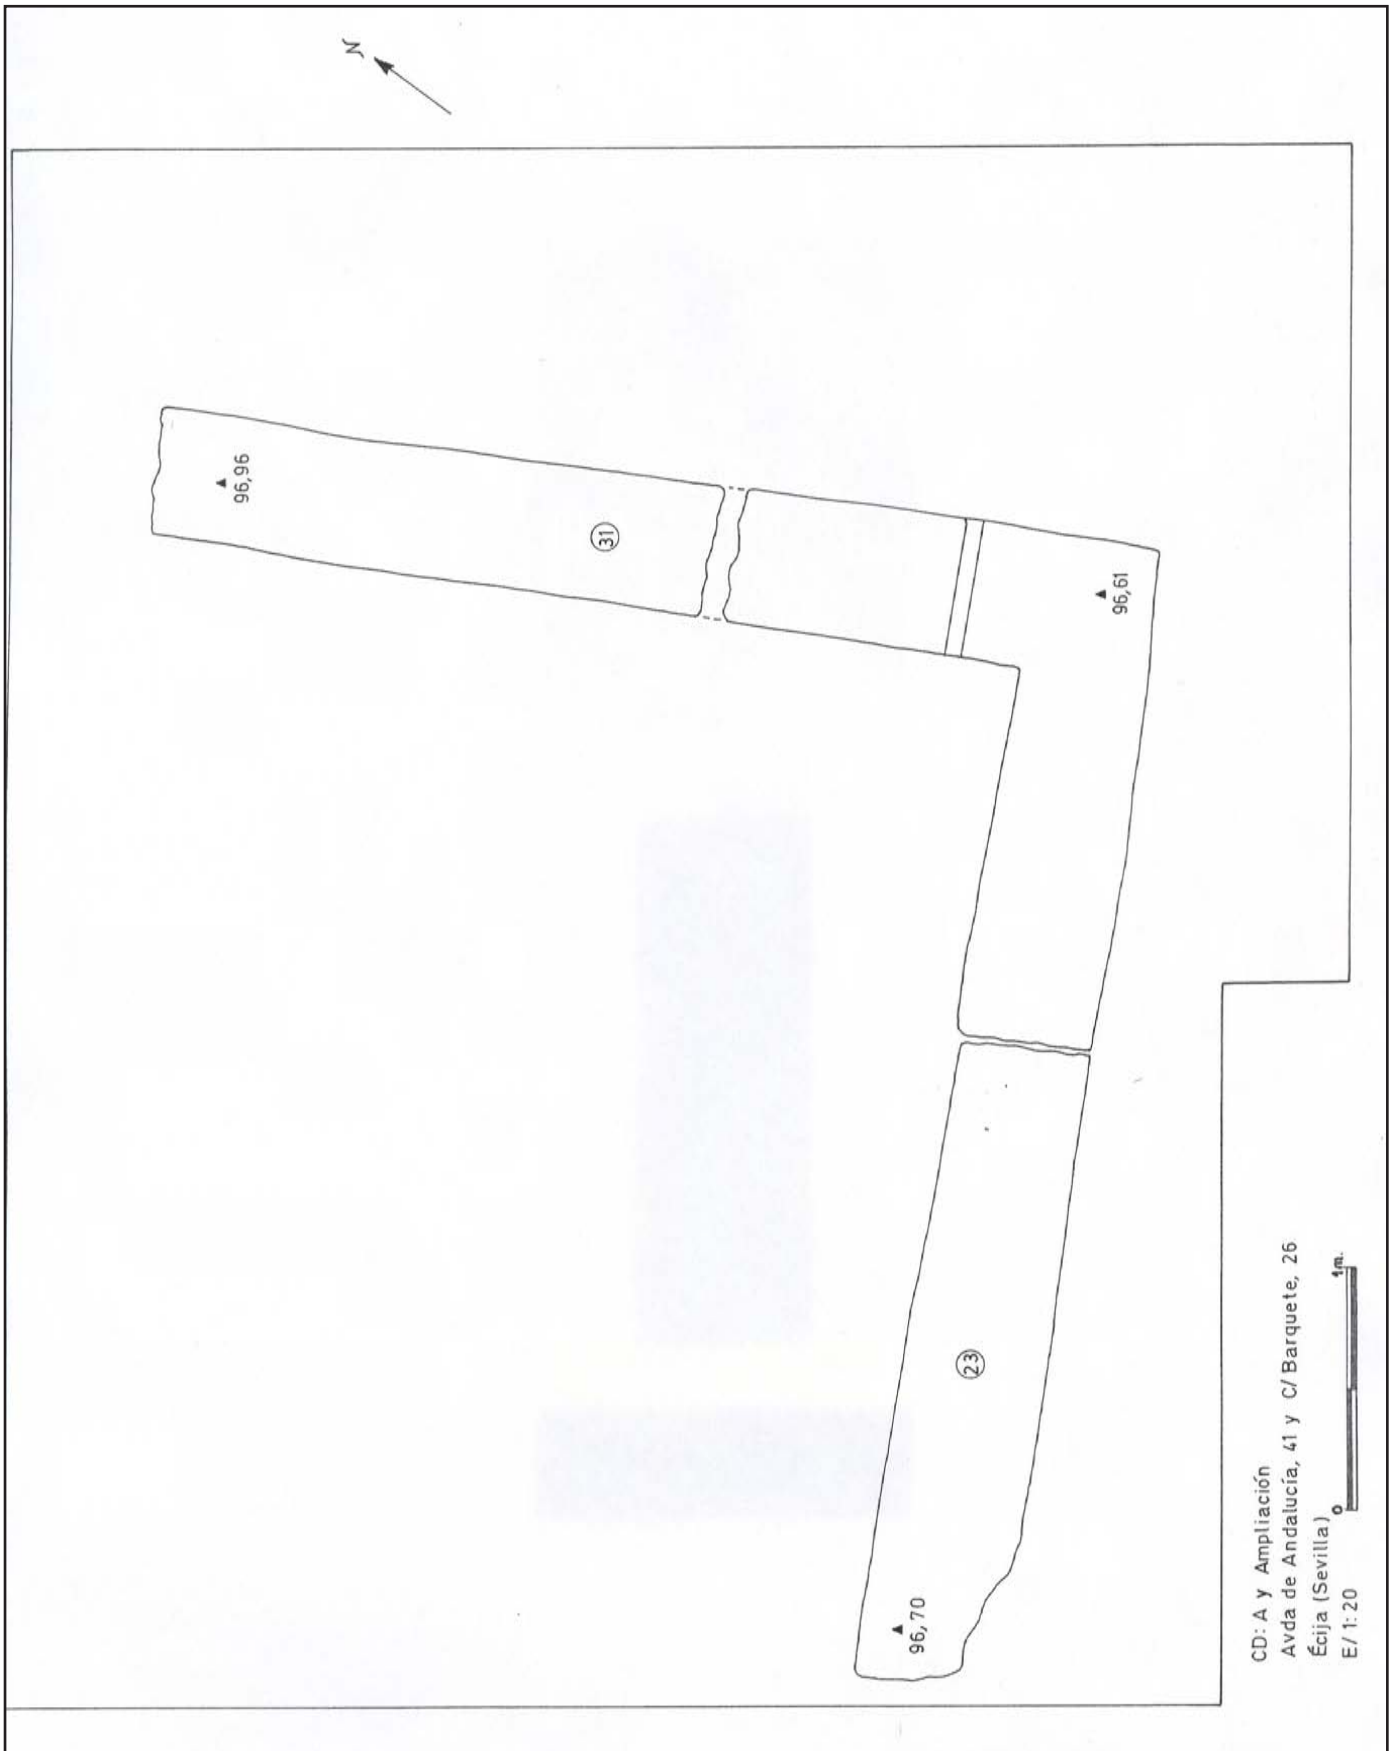 N
96,96
31
96,61
23
96,70
CD: A y Ampliación
Avda de Andalucía, 41 y C/ Barquete, 26
Écija (Sevilla)
E/ 1: 20
0 1m.